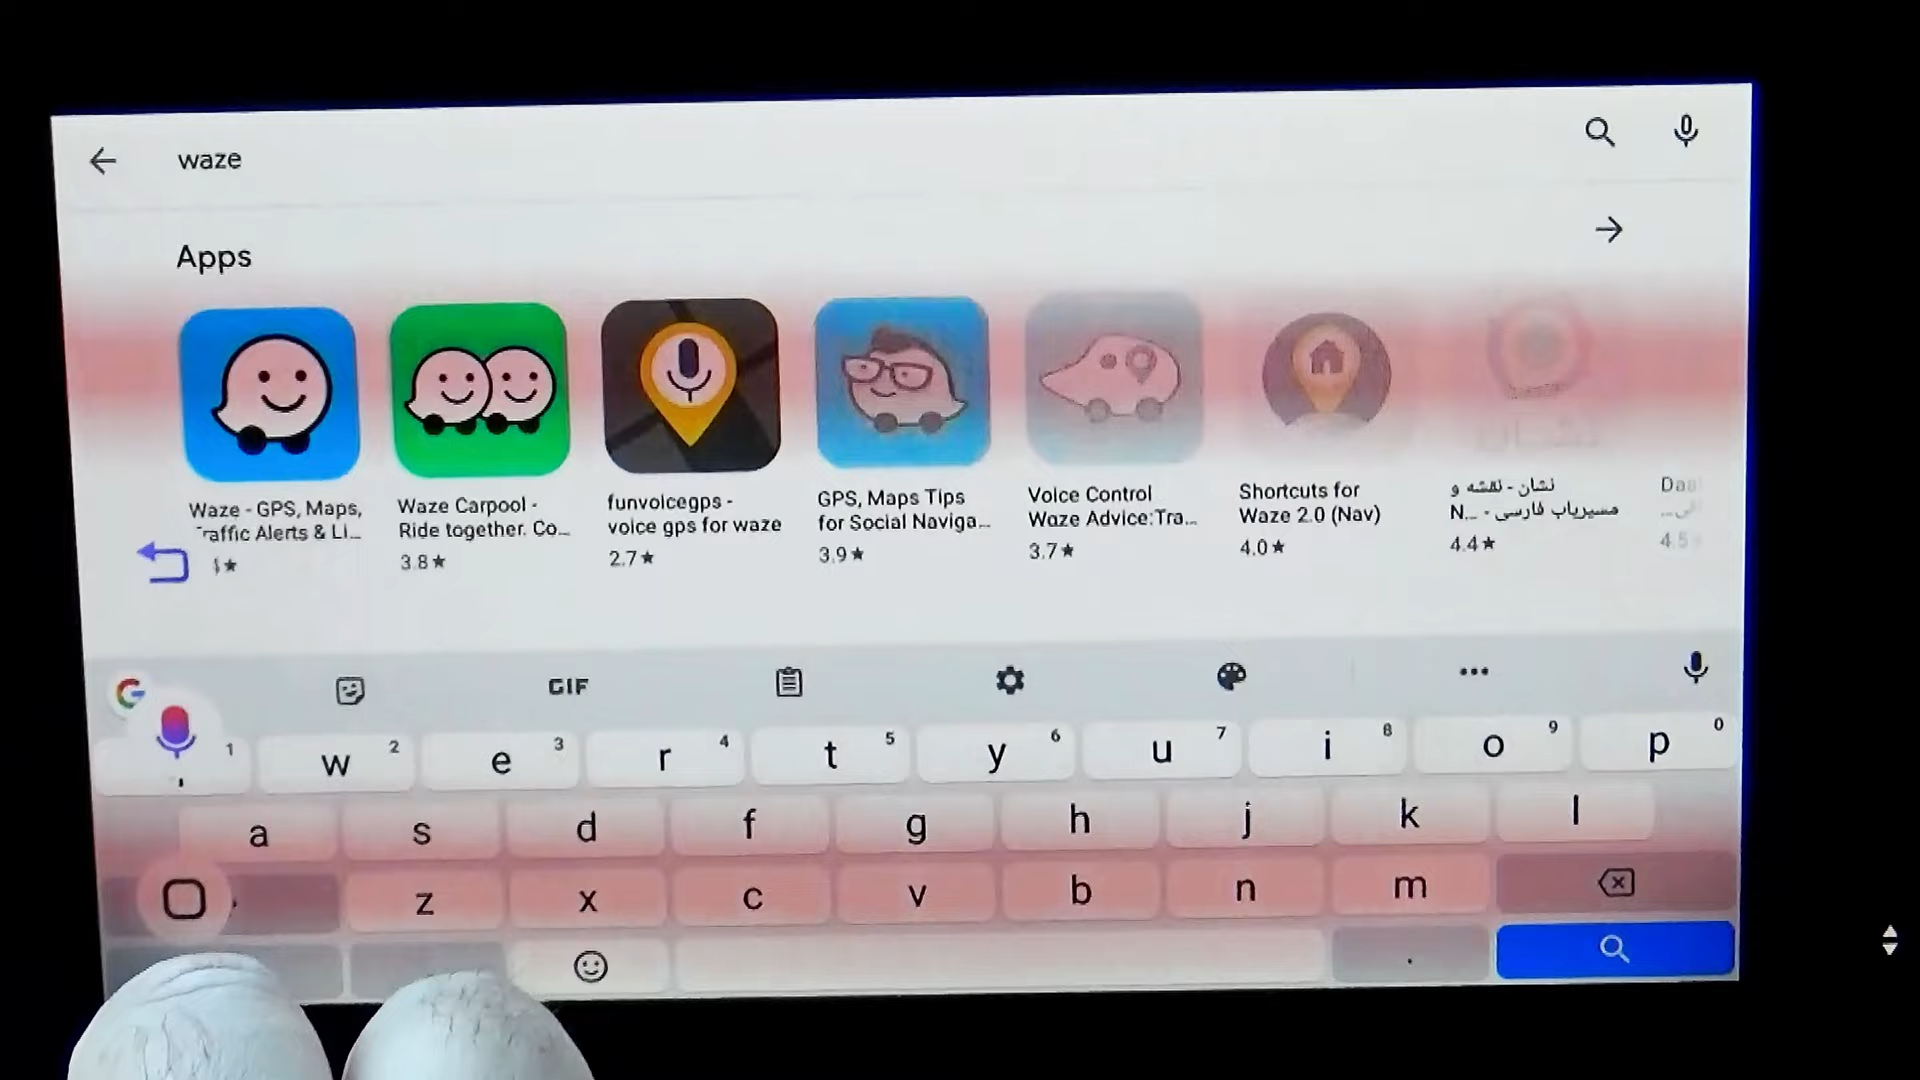 waze
Apps
Waze - GPS, Maps,
Traffic Alerts & Li...
★
Waze Carpool -
Ride together. Co...
3.8★
funvoicegps -
voice gps for waze
2.7★
GPS, Maps Tips
for Social Naviga...
3.9★
Voice Control
Waze Advice:Tra...
3.7★
Shortcuts for
Waze 2.0 (Nav)
4.0★
نشان - نقشه و
مسیریاب فارسی - N...
4.4★
Daa
4.5
G GIF
1 2 3 4 5 6 7 8 9 0
w e r t y u i o p
a s d f g h j k l
z x c v b n m
.